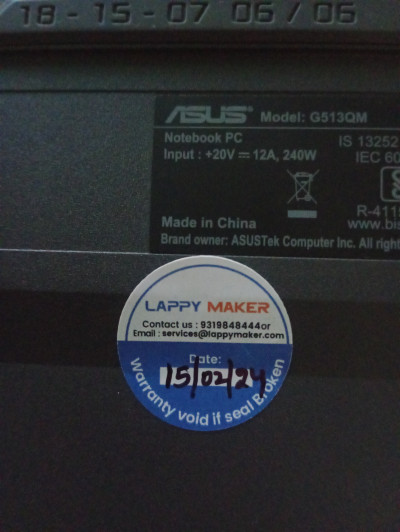 18 - 15 - 07 06 / 06
ASUS Model: G513QM
Notebook PC
Input : +20V ⎓ 12A, 240W
IS 13252
IEC 60
R-411
www.bis
Made in China
Brand owner: ASUSTek Computer Inc. All right
LAPPY MAKER
Contact us : 9319848444or
Email : services@lappymaker.com
Date:
15/02/24
Warranty void if seal Broken